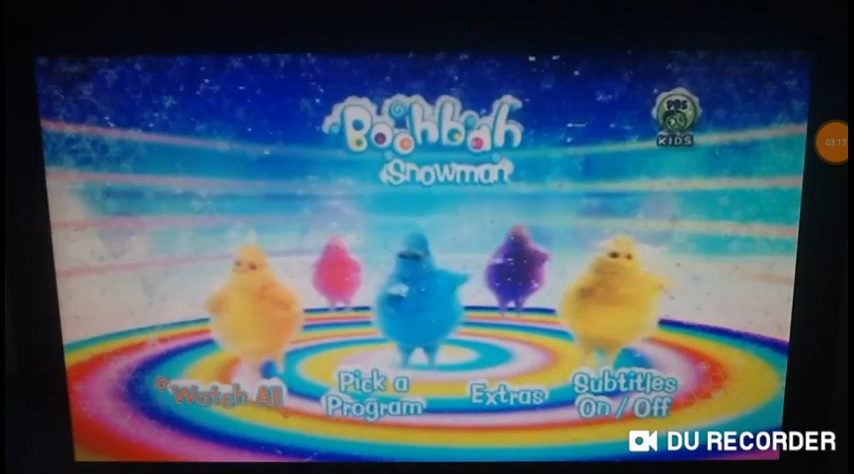 Boohbah
Snowman
PBS
KIDS
03:17
Watch All
Pick a
Program
Extras
Subtitles
On / Off
DU RECORDER